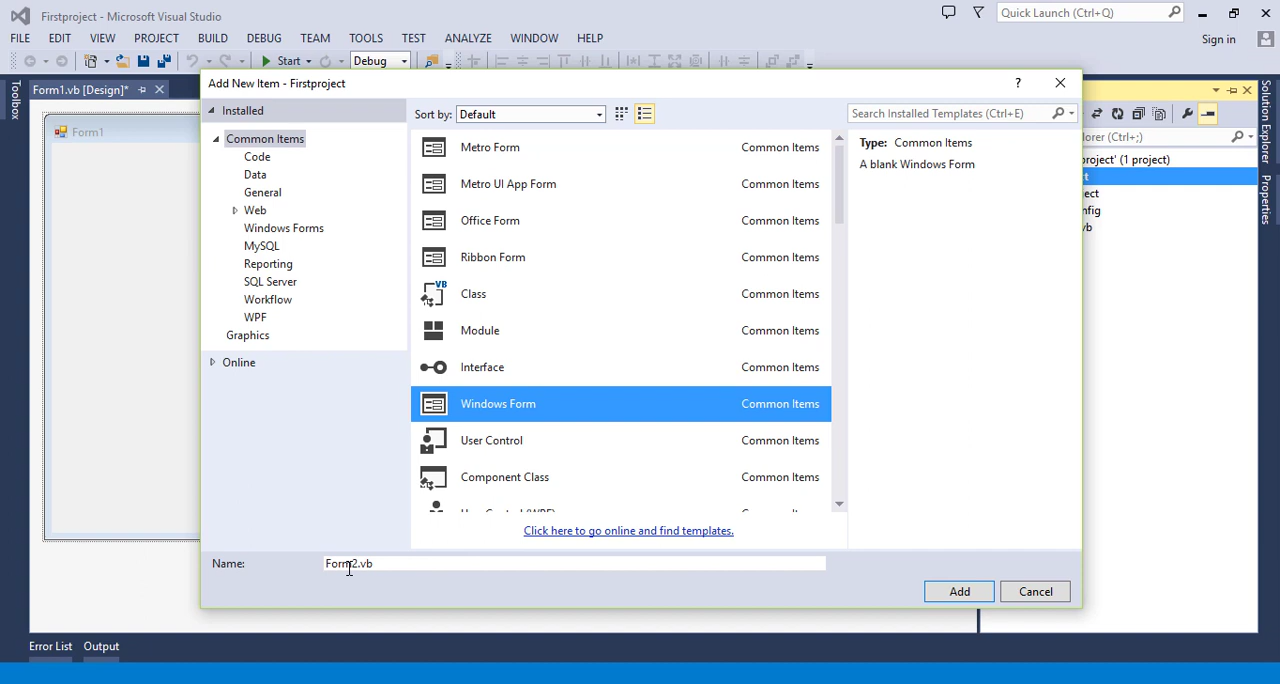 Firstproject - Microsoft Visual Studio
Quick Launch (Ctrl+Q)
FILE EDIT VIEW PROJECT BUILD DEBUG TEAM TOOLS TEST ANALYZE WINDOW HELP
Sign in
Start Debug
Form1.vb [Design]*
Toolbox
Form1
Add New Item - Firstproject
?
Installed
Common Items
Code
Data
General
Web
Windows Forms
MySQL
Reporting
SQL Server
Workflow
WPF
Graphics
Online
Sort by: Default
Search Installed Templates (Ctrl+E)
Metro Form Common Items
Metro UI App Form Common Items
Office Form Common Items
Ribbon Form Common Items
VB
Class Common Items
Module Common Items
Interface Common Items
Windows Form Common Items
User Control Common Items
Component Class Common Items
Click here to go online and find templates.
Type: Common Items
A blank Windows Form
Name: Form2.vb
Add Cancel
lorer (Ctrl+;)
project' (1 project)
t
ect
nfig
vb
Solution Explorer
Properties
Error List Output